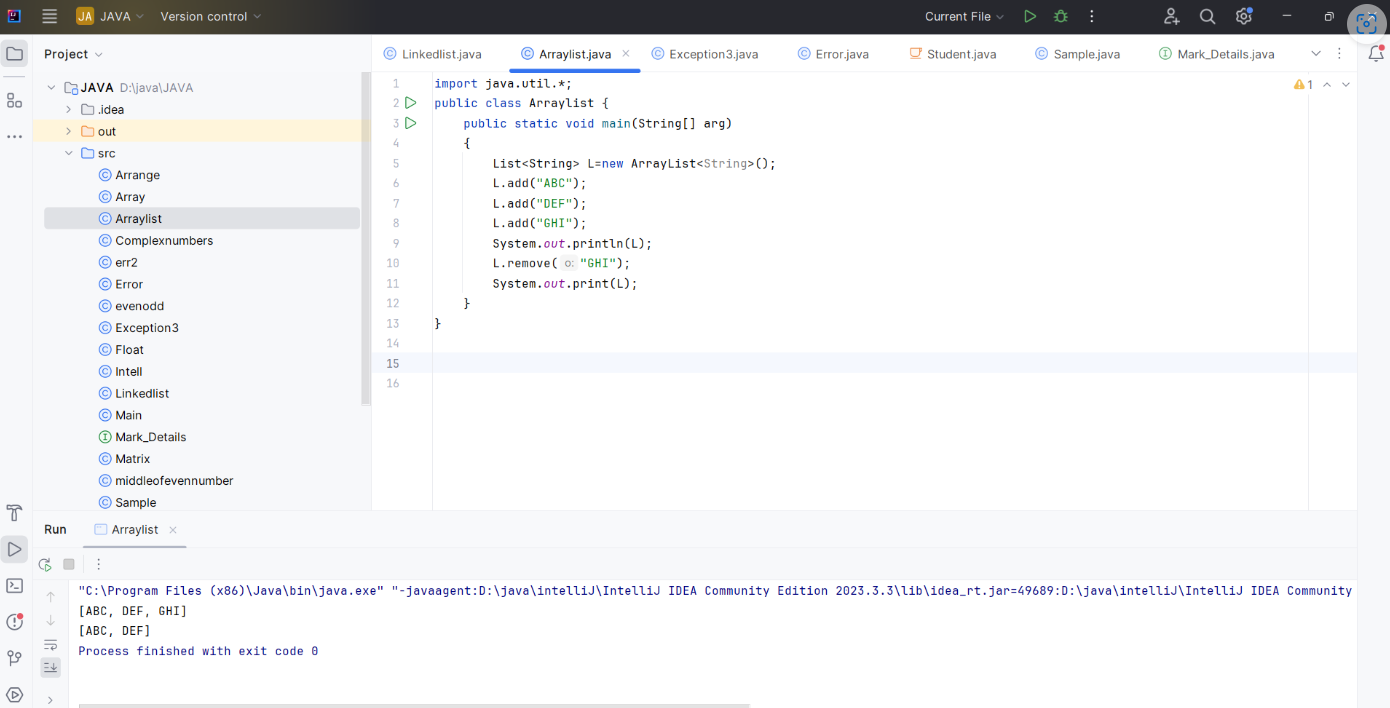 JA JAVA Version control Current File
Project
Linkedlist.java Arraylist.java Exception3.java Error.java Student.java Sample.java Mark_Details.java
JAVA D:\java\JAVA
.idea
out
src
Arrange
Array
Arraylist
Complexnumbers
err2
Error
evenodd
Exception3
Float
Intell
Linkedlist
Main
Mark_Details
Matrix
middleofevennumber
Sample
1 import java.util.*; 1
2 public class Arraylist {
3 public static void main(String[] arg)
4 {
5 List<String> L=new ArrayList<String>();
6 L.add("ABC");
7 L.add("DEF");
8 L.add("GHI");
9 System.out.println(L);
10 L.remove( o: "GHI");
11 System.out.print(L);
12 }
13 }
14
15
16
Run Arraylist
"C:\Program Files (x86)\Java\bin\java.exe" "-javaagent:D:\java\intelliJ\IntelliJ IDEA Community Edition 2023.3.3\lib\idea_rt.jar=49689:D:\java\intelliJ\IntelliJ IDEA Community
[ABC, DEF, GHI]
[ABC, DEF]
Process finished with exit code 0